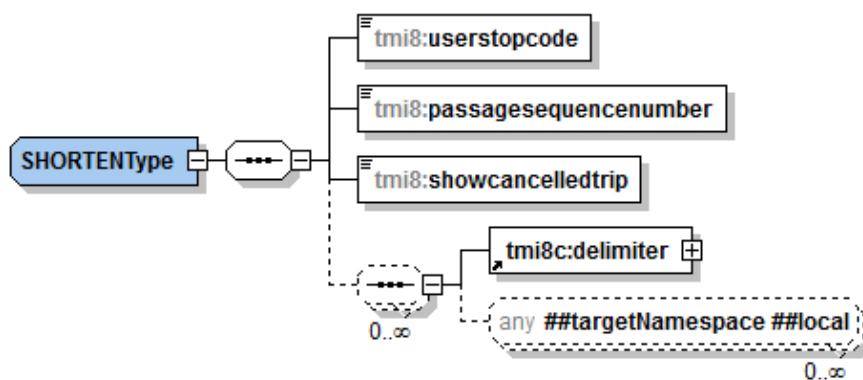 tmi8:userstopcode
tmi8:passagesequencenumber
SHORTENType
tmi8:showcancelledtrip
tmi8c:delimiter
0..∞
any ##targetNamespace ##local
0..∞